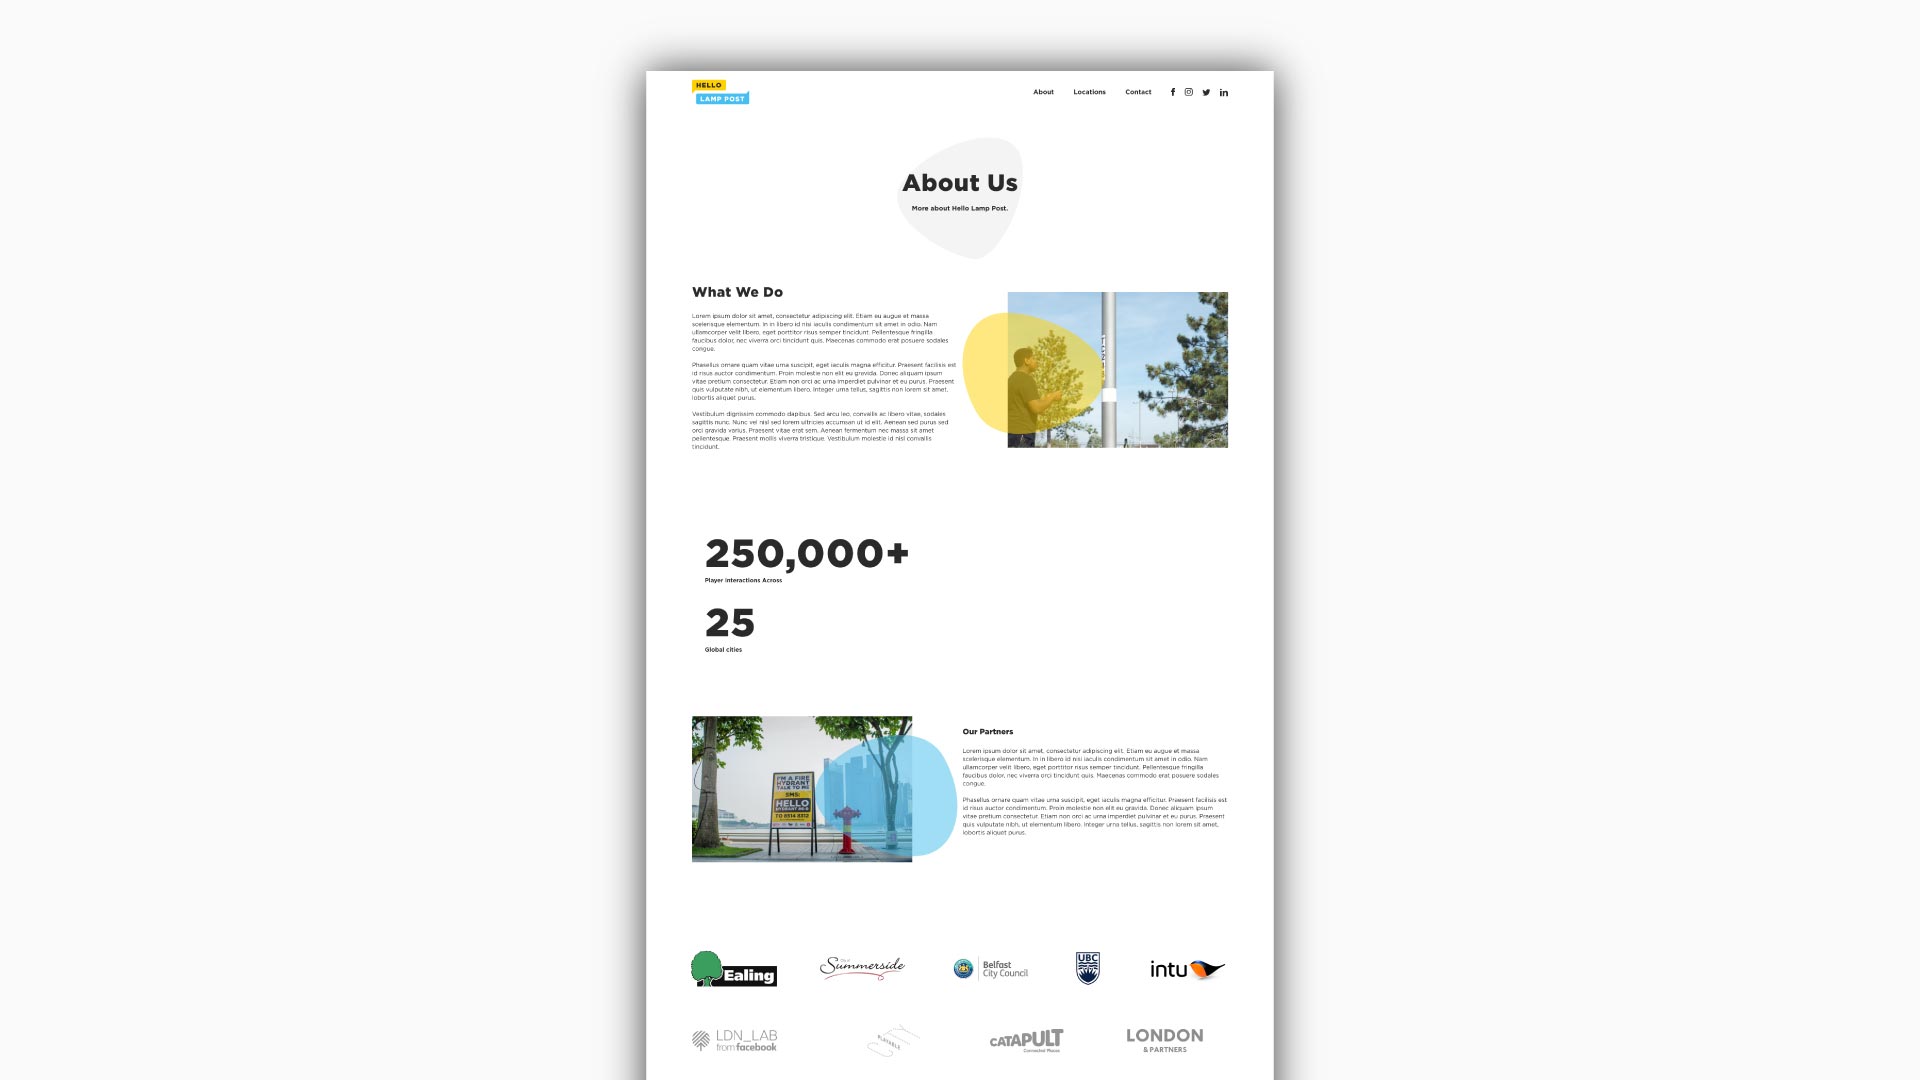 HELLO
LAMP POST
About Locations Contact
About Us
More about Hello Lamp Post.
What We Do
Lorem ipsum dolor sit amet, consectetur adipiscing elit. Etiam eu augue et massa
scelerisque elementum. In in libero id nisi iaculis condimentum sit amet in odio. Nam
ullamcorper velit libero, eget porttitor risus semper tincidunt. Pellentesque fringilla
faucibus dolor, nec viverra orci tincidunt quis. Maecenas commodo erat posuere sodales
congue.
Phasellus ornare quam vitae urna suscipit, eget iaculis magna efficitur. Praesent facilisis est
id risus auctor condimentum. Proin molestie non elit eu gravida. Donec aliquam ipsum
vitae pretium consectetur. Etiam non orci ac urna imperdiet pulvinar et eu purus. Praesent
quis vulputate nibh, ut elementum libero. Integer urna tellus, sagittis non lorem sit amet,
lobortis aliquet purus.
Vestibulum dignissim commodo dapibus. Sed arcu leo, convallis ac libero vitae, sodales
sagittis nunc. Nunc vel nisl sed lorem ultricies accumsan ut id elit. Aenean sed purus sed
orci gravida varius. Praesent vitae erat sem. Aenean fermentum nec massa sit amet
pellentesque. Praesent mollis viverra tristique. Vestibulum molestie id nisi convallis
tincidunt.
250,000+
Player Interactions Across
25
Global cities
I'M A FIRE
HYDRANT
TALK TO ME
SMS:
HELLO
TO 8514 8312
Our Partners
Lorem ipsum dolor sit amet, consectetur adipiscing elit. Etiam eu augue et massa
scelerisque elementum. In in libero id nisi iaculis condimentum sit amet in odio. Nam
ullamcorper velit libero, eget porttitor risus semper tincidunt. Pellentesque fringilla
faucibus dolor, nec viverra orci tincidunt quis. Maecenas commodo erat posuere sodales
congue.
Phasellus ornare quam vitae urna suscipit, eget iaculis magna efficitur. Praesent facilisis est
id risus auctor condimentum. Proin molestie non elit eu gravida. Donec aliquam ipsum
vitae pretium consectetur. Etiam non orci ac urna imperdiet pulvinar et eu purus. Praesent
quis vulputate nibh, ut elementum libero. Integer urna tellus, sagittis non lorem sit amet,
lobortis aliquet purus.
Ealing
Summerside
Belfast
City Council
UBC
intu
LDN_LAB
from facebook
PLAYABLE
CITY
CATAPULT
Connected Places
LONDON
& PARTNERS